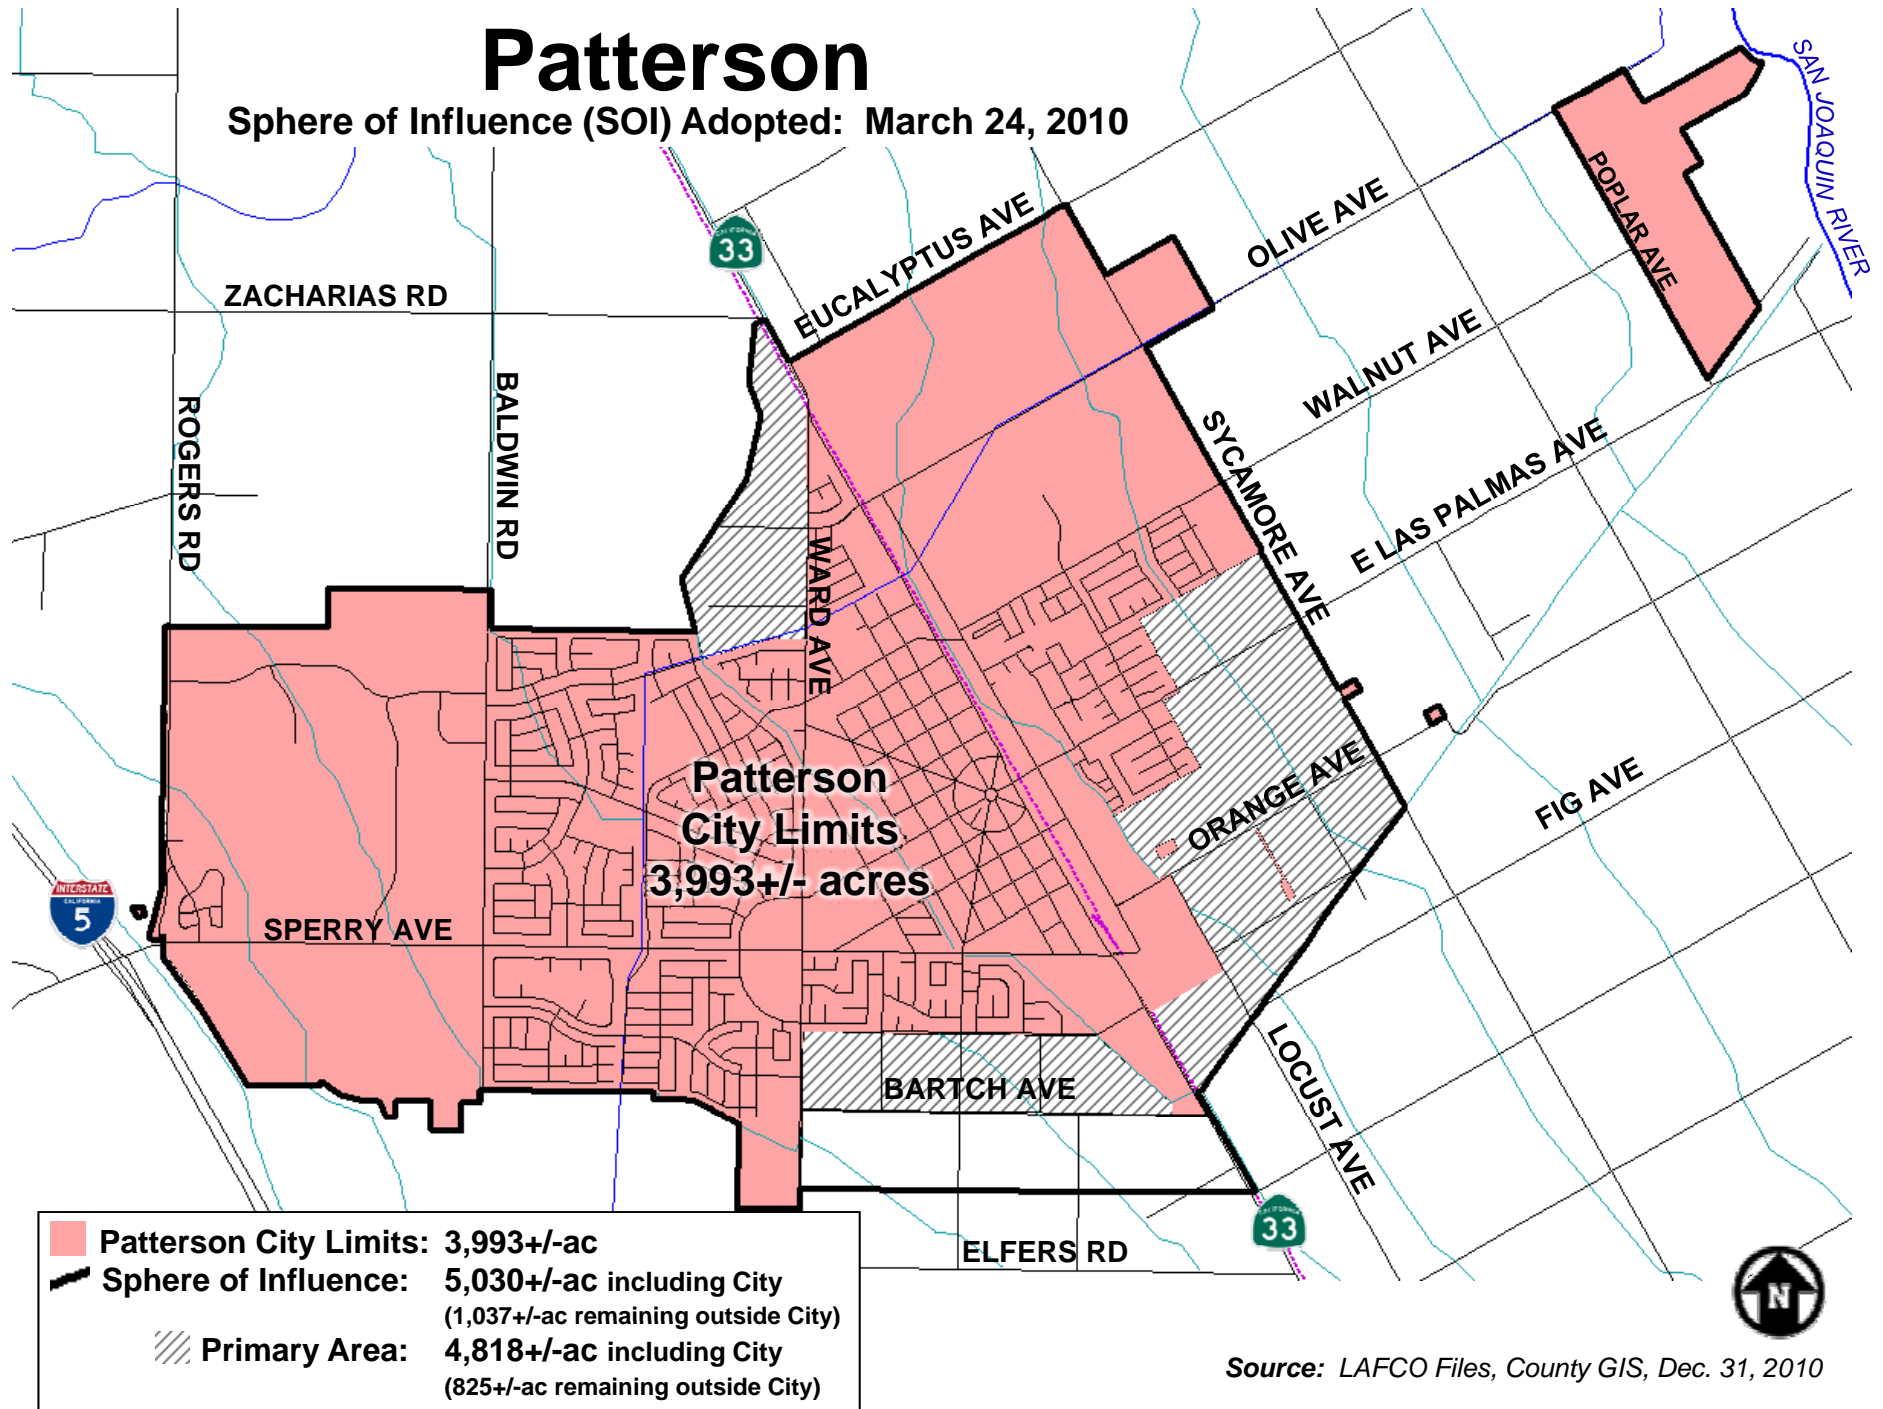 Patterson
Sphere of Influence (SOI) Adopted: March 24, 2010
SAN JOAQUIN RIVER
POPLAR AVE
OLIVE AVE
EUCALYPTUS AVE
CALIFORNIA
33
ZACHARIAS RD
WALNUT AVE
BALDWIN RD
ROGERS RD
SYCAMORE AVE
E LAS PALMAS AVE
WARD AVE
Patterson
City Limits
3,993+/- acres
ORANGE AVE
FIG AVE
INTERSTATE
CALIFORNIA
5
SPERRY AVE
BARTCH AVE
LOCUST AVE
CALIFORNIA
33
ELFERS RD
Patterson City Limits: 3,993+/-ac
Sphere of Influence: 5,030+/-ac including City
(1,037+/-ac remaining outside City)
Primary Area: 4,818+/-ac including City
(825+/-ac remaining outside City)
N
Source: LAFCO Files, County GIS, Dec. 31, 2010